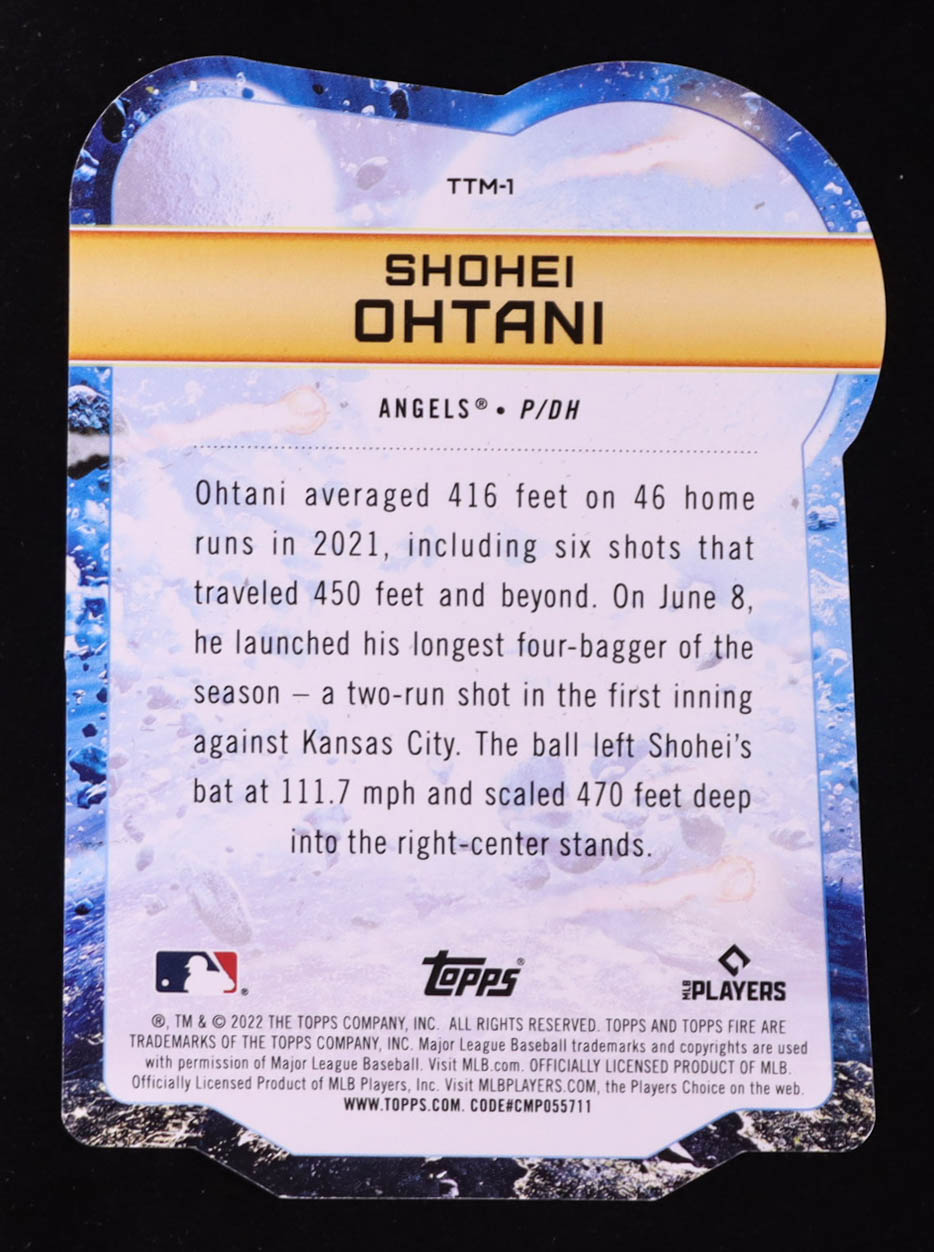 TTM-1
SHOHEI
OHTANI
ANGELS® • P/DH
Ohtani averaged 416 feet on 46 home
runs in 2021, including six shots that
traveled 450 feet and beyond. On June 8,
he launched his longest four-bagger of the
season – a two-run shot in the first inning
against Kansas City. The ball left Shohei's
bat at 111.7 mph and scaled 470 feet deep
into the right-center stands.
®
topps®
MLB PLAYERS
®, TM & © 2022 THE TOPPS COMPANY, INC. ALL RIGHTS RESERVED. TOPPS AND TOPPS FIRE ARE
TRADEMARKS OF THE TOPPS COMPANY, INC. Major League Baseball trademarks and copyrights are used
with permission of Major League Baseball. Visit MLB.com. OFFICIALLY LICENSED PRODUCT OF MLB.
Officially Licensed Product of MLB Players, Inc. Visit MLBPLAYERS.COM, the Players Choice on the web.
WWW.TOPPS.COM. CODE#CMP055711